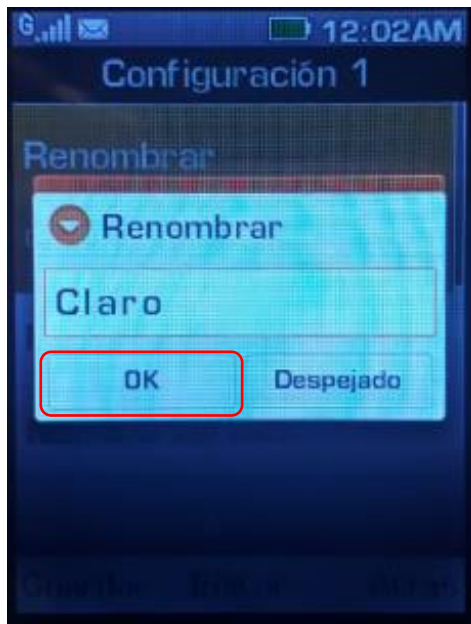 G 12:02AM
Configuración 1
Renombrar
Renombrar
Claro
OK Despejado